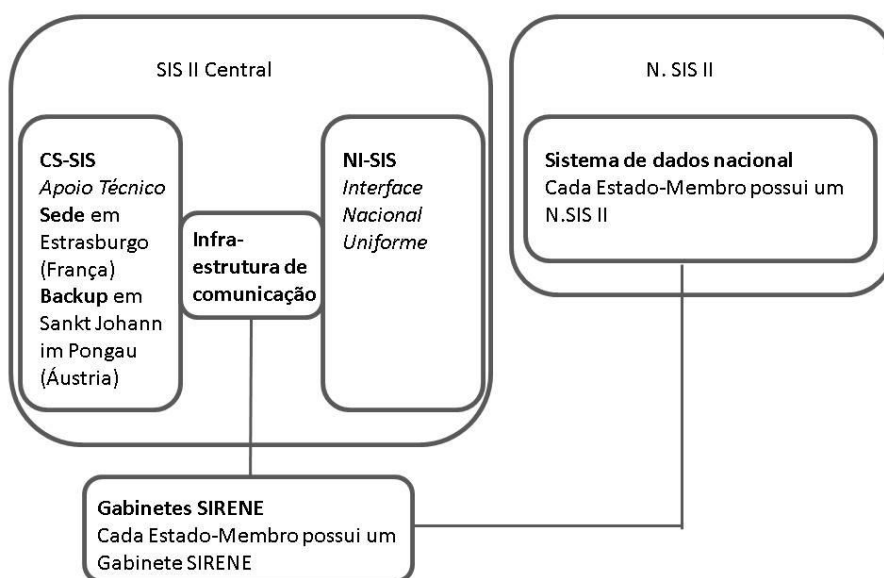 SIS II Central
CS-SIS
Apoio Técnico
Sede em
Estrasburgo
(França)
Backup em
Sankt Johann
im Pongau
(Áustria)
Infra-
estrutura de
comunicação
NI-SIS
Interface
Nacional
Uniforme
N. SIS II
Sistema de dados nacional
Cada Estado-Membro possui um
N.SIS II
Gabinetes SIRENE
Cada Estado-Membro possui um
Gabinete SIRENE